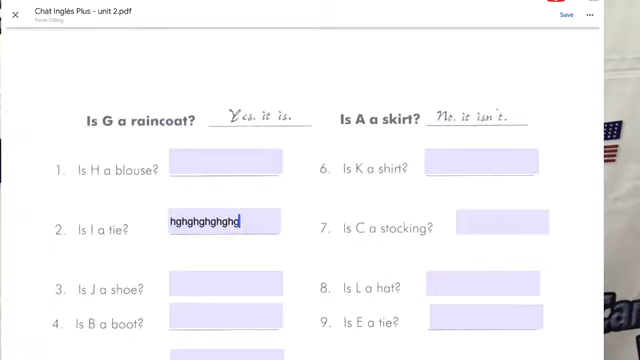 Chat Inglés Plus - unit 2.pdf
Form Filling
Save
Is G a raincoat? Yes. it is.
Is A a skirt? No. it isn't.
1. Is H a blouse?
2. Is I a tie? hghghghghghg
3. Is J a shoe?
4. Is B a boot?
6. Is K a shirt?
7. Is C a stocking?
8. Is L a hat?
9. Is E a tie?